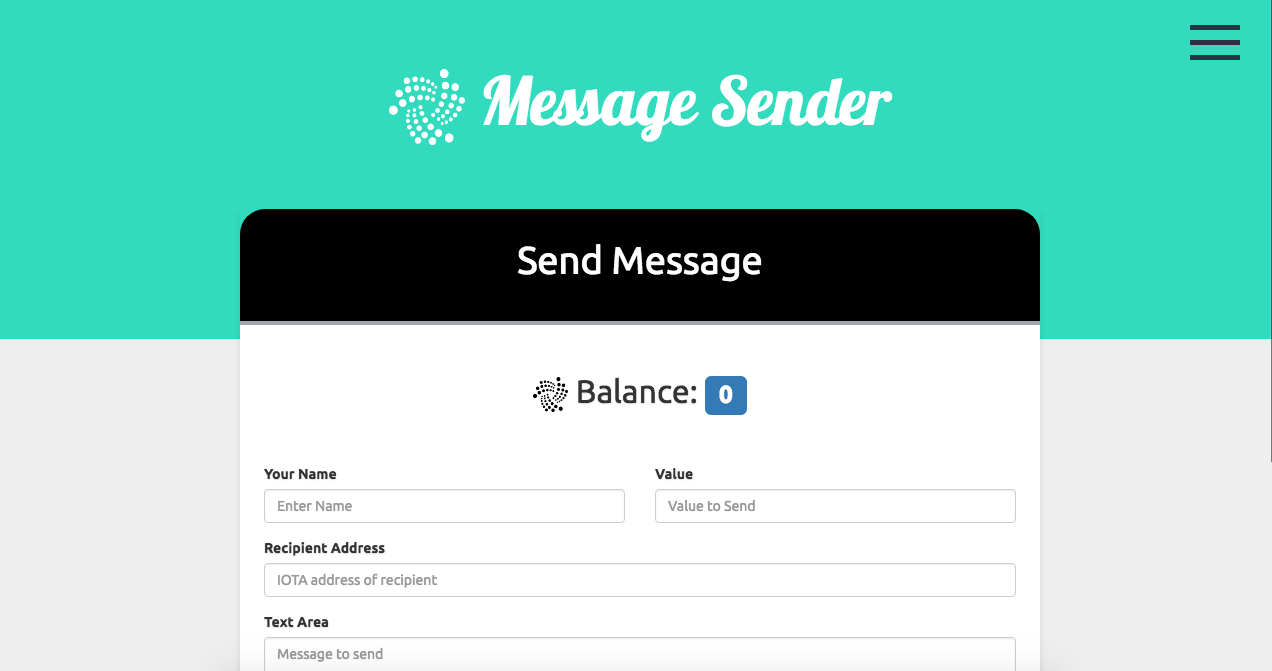 Message Sender
Send Message
Balance: 0
Your Name
Value
Enter Name
Value to Send
Recipient Address
IOTA address of recipient
Text Area
Message to send